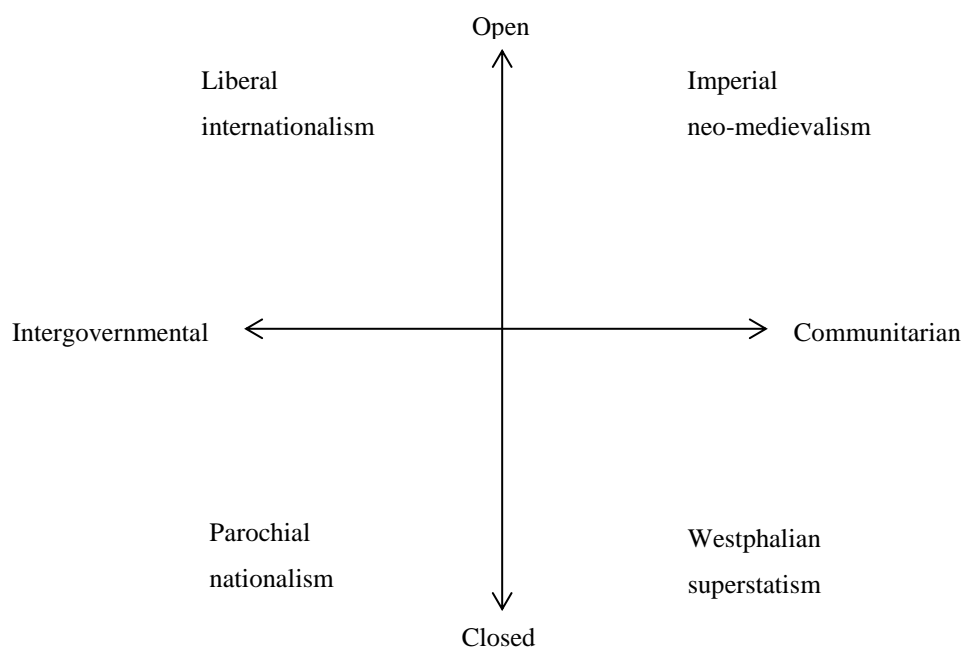 Open
Liberal
internationalism
Imperial
neo-medievalism
Intergovernmental
Communitarian
Parochial
nationalism
Westphalian
superstatism
Closed